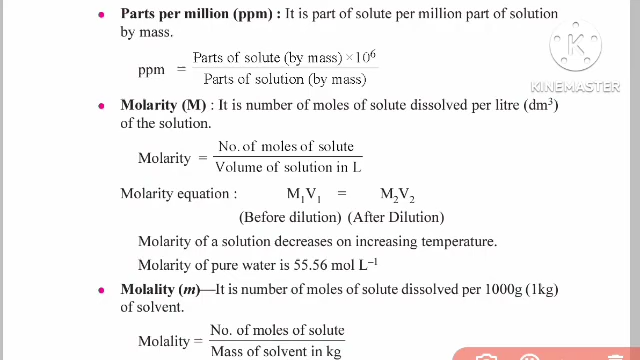 • Parts per million (ppm) : It is part of solute per million part of solution
by mass.
ppm = Parts of solute (by mass)×10⁶
Parts of solution (by mass)
KINEMASTER
• Molarity (M) : It is number of moles of solute dissolved per litre (dm³)
of the solution.
Molarity = No. of moles of solute
Volume of solution in L
Molarity equation : M₁V₁ = M₂V₂
(Before dilution) (After Dilution)
Molarity of a solution decreases on increasing temperature.
Molarity of pure water is 55.56 mol L⁻¹
• Molality (m)—It is number of moles of solute dissolved per 1000g (1kg)
of solvent.
Molality = No. of moles of solute
Mass of solvent in kg